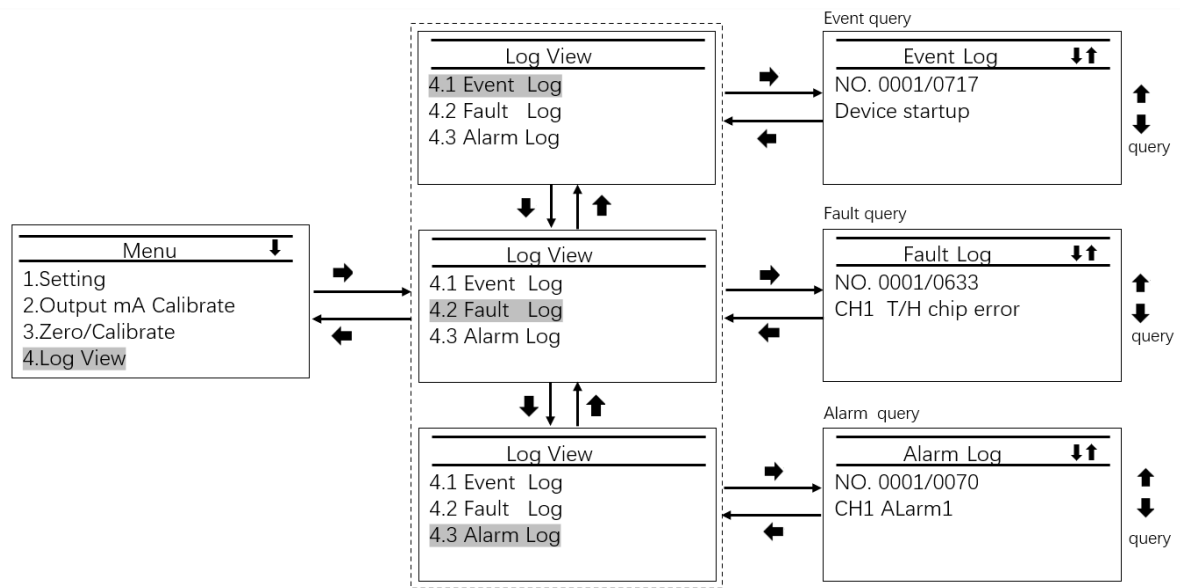 Menu
1.Setting
2.Output mA Calibrate
3.Zero/Calibrate
4.Log View
Log View
4.1 Event Log
4.2 Fault Log
4.3 Alarm Log
Log View
4.1 Event Log
4.2 Fault Log
4.3 Alarm Log
Log View
4.1 Event Log
4.2 Fault Log
4.3 Alarm Log
Event query
Event Log
NO. 0001/0717
Device startup
query
Fault query
Fault Log
NO. 0001/0633
CH1 T/H chip error
query
Alarm query
Alarm Log
NO. 0001/0070
CH1 ALarm1
query